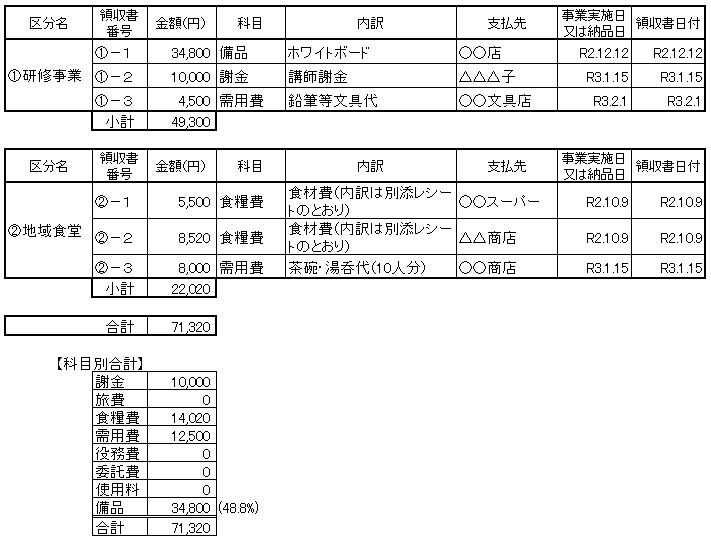 区分名 領収書番号 金額(円) 科目 内訳 支払先 事業実施日又は納品日 領収書日付
①研修事業 ①－１ 34,800 備品 ホワイトボード ○○店 R2.12.12 R2.12.12
①－２ 10,000 謝金 講師謝金 △△△子 R3.1.15 R3.1.15
①－３ 4,500 需用費 鉛筆等文具代 ○○文具店 R3.2.1 R3.2.1
小計 49,300
区分名 領収書番号 金額(円) 科目 内訳 支払先 事業実施日又は納品日 領収書日付
②地域食堂 ②－１ 5,500 食糧費 食材費(内訳は別添レシートのとおり) ○○スーパー R2.10.9 R2.10.9
②－２ 8,520 食糧費 食材費(内訳は別添レシートのとおり) △△商店 R2.10.9 R2.10.9
②－３ 8,000 需用費 茶碗・湯呑代(10人分) ○○商店 R3.1.15 R3.1.15
小計 22,020
合計 71,320
【科目別合計】
謝金 10,000
旅費 0
食糧費 14,020
需用費 12,500
役務費 0
委託費 0
使用料 0
備品 34,800 (48.8%)
合計 71,320